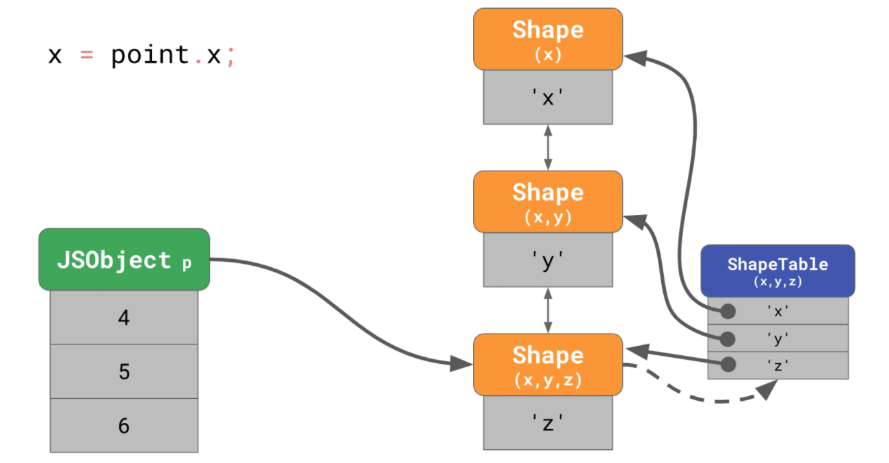 x = point.x;
Shape
(x)
'x'
Shape
(x,y)
'y'
Shape
(x,y,z)
'z'
JSObject p
4
5
6
ShapeTable
(x,y,z)
'x'
'y'
'z'